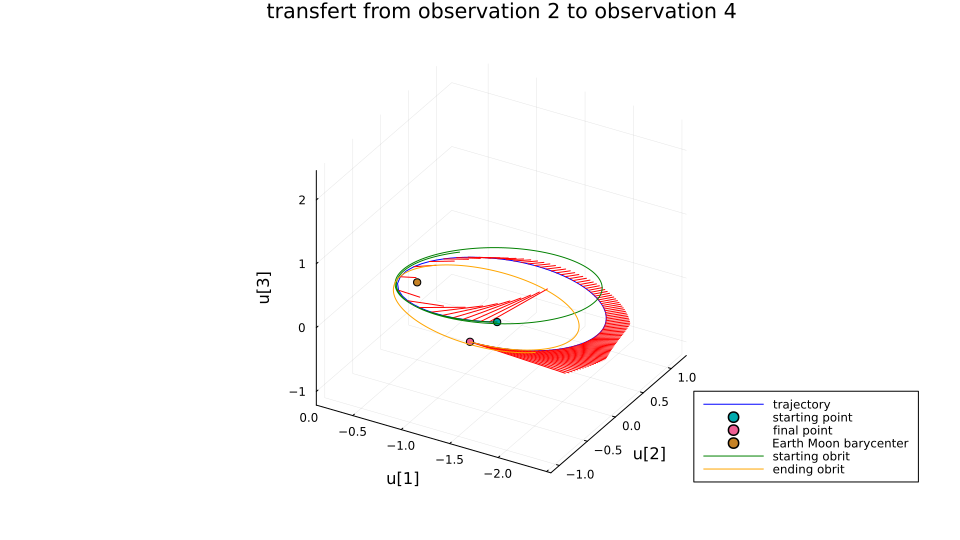 transfert from observation 2 to observation 4
2
1
0
−1
u[3]
0.0
−0.5
−1.0
−1.5
−2.0
u[1]
1.0
0.5
0.0
−0.5
−1.0
u[2]
trajectory
starting point
final point
Earth Moon barycenter
starting obrit
ending obrit